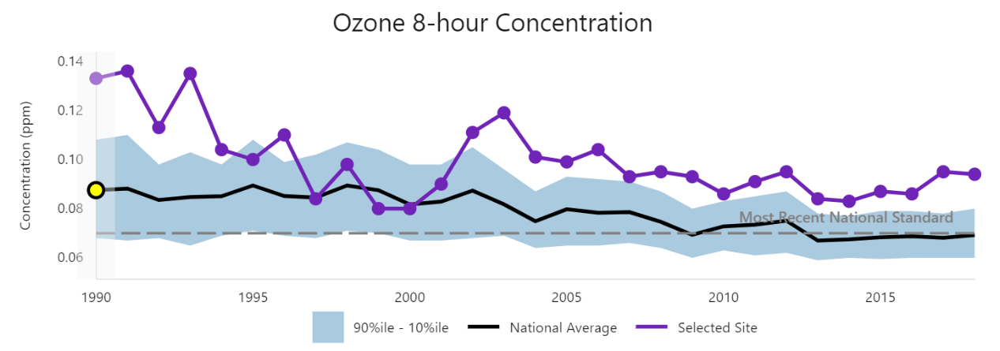 Ozone 8-hour Concentration
Concentration (ppm)
0.14
0.12
0.10
0.08
0.06
Most Recent National Standard
1990 1995 2000 2005 2010 2015
90%ile - 10%ile National Average Selected Site